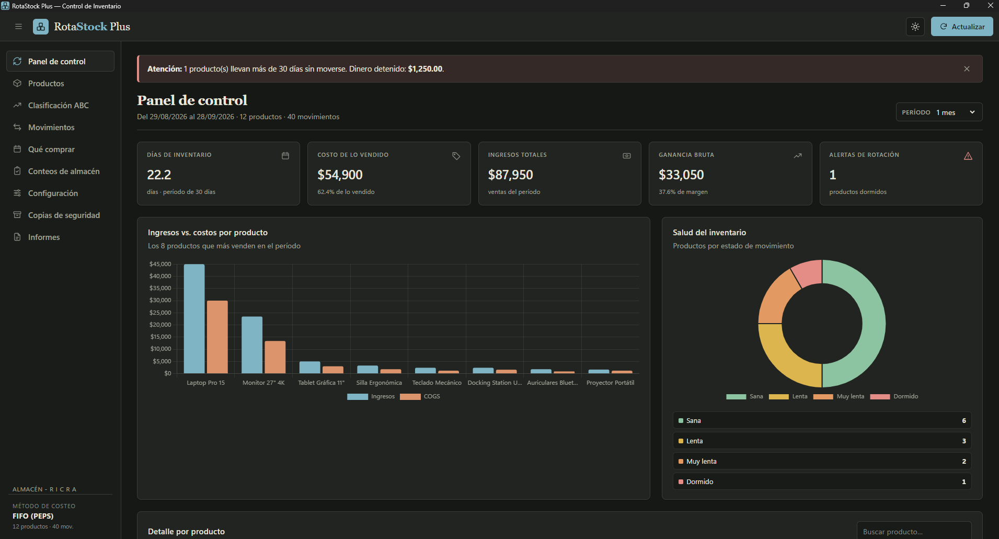 RotaStock Plus — Control de Inventario
RotaStock Plus
Actualizar
Panel de control
Productos
Clasificación ABC
Movimientos
Qué comprar
Conteos de almacén
Configuración
Copias de seguridad
Informes
ALMACÉN - R I C R A
MÉTODO DE COSTEO
FIFO (PEPS)
12 productos · 40 mov.
Atención: 1 producto(s) llevan más de 30 días sin moverse. Dinero detenido: $1,250.00.
Panel de control
Del 29/08/2026 al 28/09/2026 · 12 productos · 40 movimientos
PERÍODO 1 mes
DÍAS DE INVENTARIO
22.2
días · período de 30 días
COSTO DE LO VENDIDO
$54,900
62.4% de lo vendido
INGRESOS TOTALES
$87,950
ventas del período
GANANCIA BRUTA
$33,050
37.6% de margen
ALERTAS DE ROTACIÓN
1
productos dormidos
Ingresos vs. costos por producto
Los 8 productos que más venden en el período
$45,000
$40,000
$35,000
$30,000
$25,000
$20,000
$15,000
$10,000
$5,000
$0
Laptop Pro 15 Monitor 27" 4K Tablet Gráfica 11" Silla Ergonómica Teclado Mecánico Docking Station U... Auriculares Bluet... Proyector Portátil
Ingresos COGS
Salud del inventario
Productos por estado de movimiento
Sana Lenta Muy lenta Dormido
Sana 6
Lenta 3
Muy lenta 2
Dormido 1
Detalle por producto
Buscar producto...